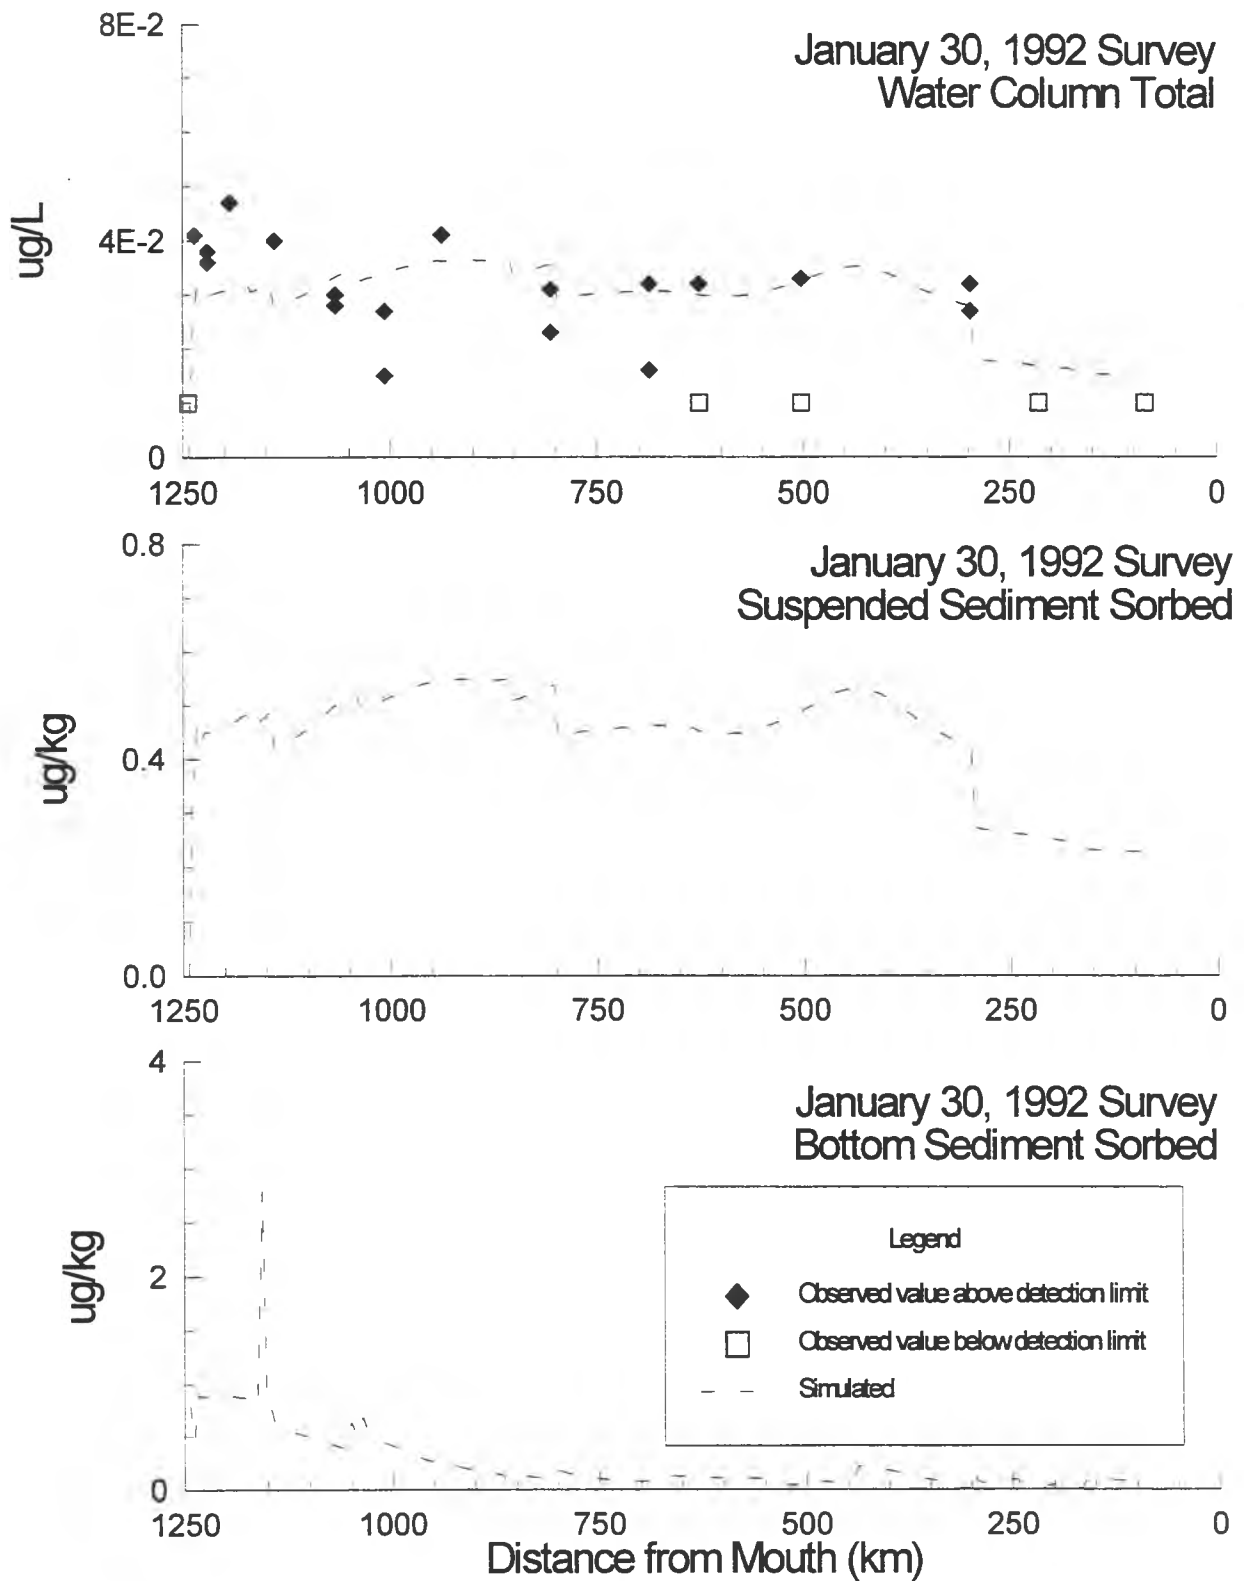 8E-2
January 30, 1992 Survey
Water Column Total
ug/L
4E-2
0
1250 1000 750 500 250 0
0.8
January 30, 1992 Survey
Suspended Sediment Sorbed
ug/kg
0.4
0.0
1250 1000 750 500 250 0
4
January 30, 1992 Survey
Bottom Sediment Sorbed
ug/kg
Legend
2
Observed value above detection limit
Observed value below detection limit
Simulated
0
1250 1000 750 500 250 0
Distance from Mouth (km)